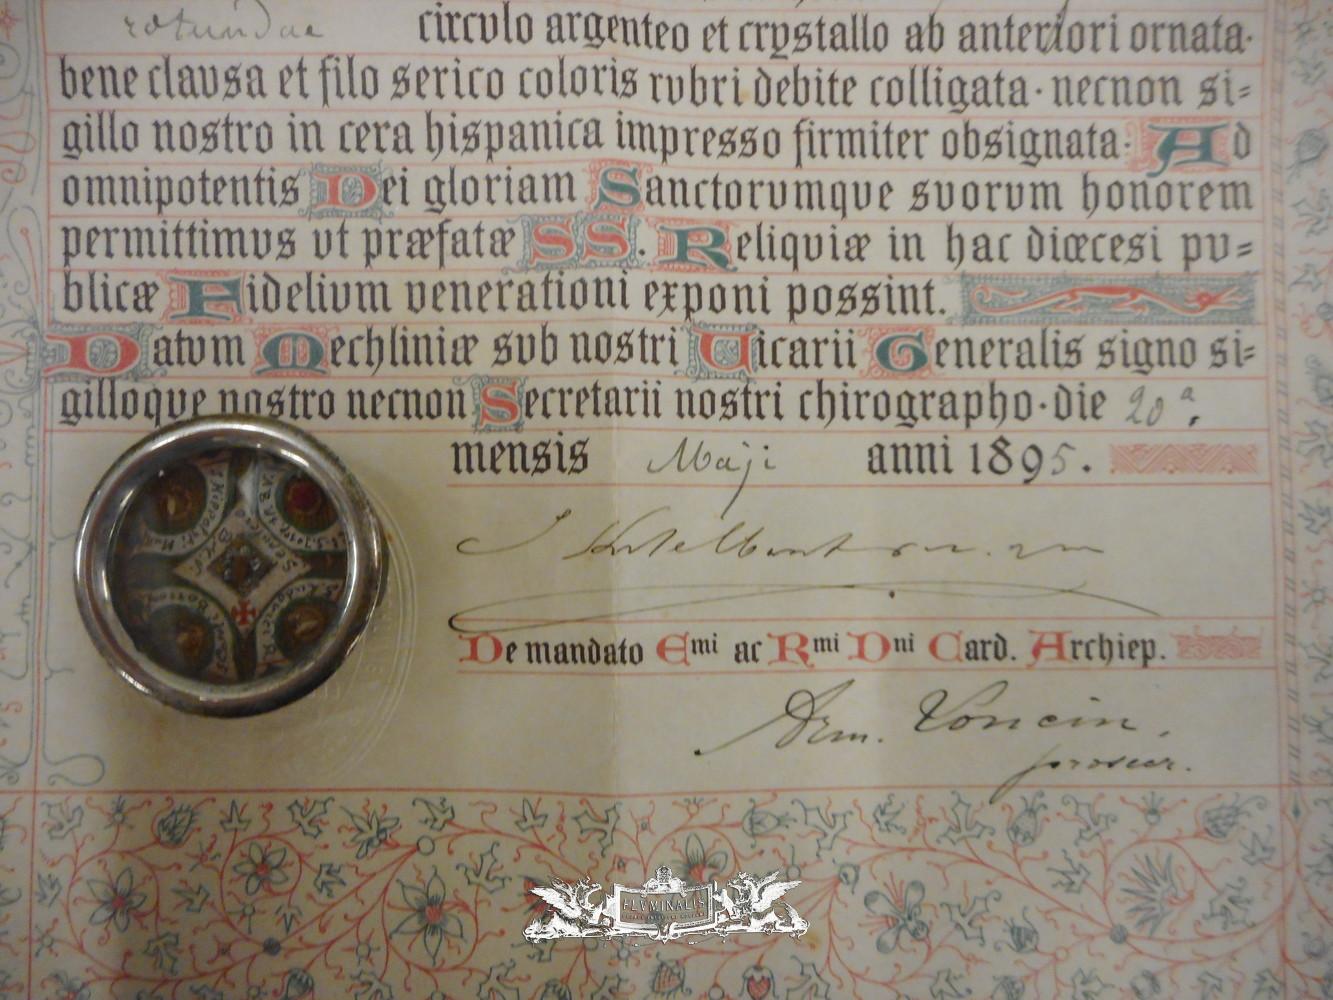 rotundae circvlo argenteo et crystallo ab anteriori ornata·
bene clavsa et filo serico coloris rvbri debite colligata · necnon si=
gillo nostro in cera hispanica impresso firmiter obsignata· Ad
omnipotentis Dei gloriam Sanctorvmqve svorvm honorem
permittimvs vt præfatæ SS. Reliqviæ in hac diœcesi pv=
blicæ Fidelivm venerationi exponi possint.
Datvm Mechliniæ svb nostri Vicarii Generalis signo si=
gilloqve nostro necnon Secretarii nostri chirographo · die 20ª.
mensis Maji anni 1895.
De mandato Emi ac Rmi Dni Card. Archiep.
FLVMINALIS